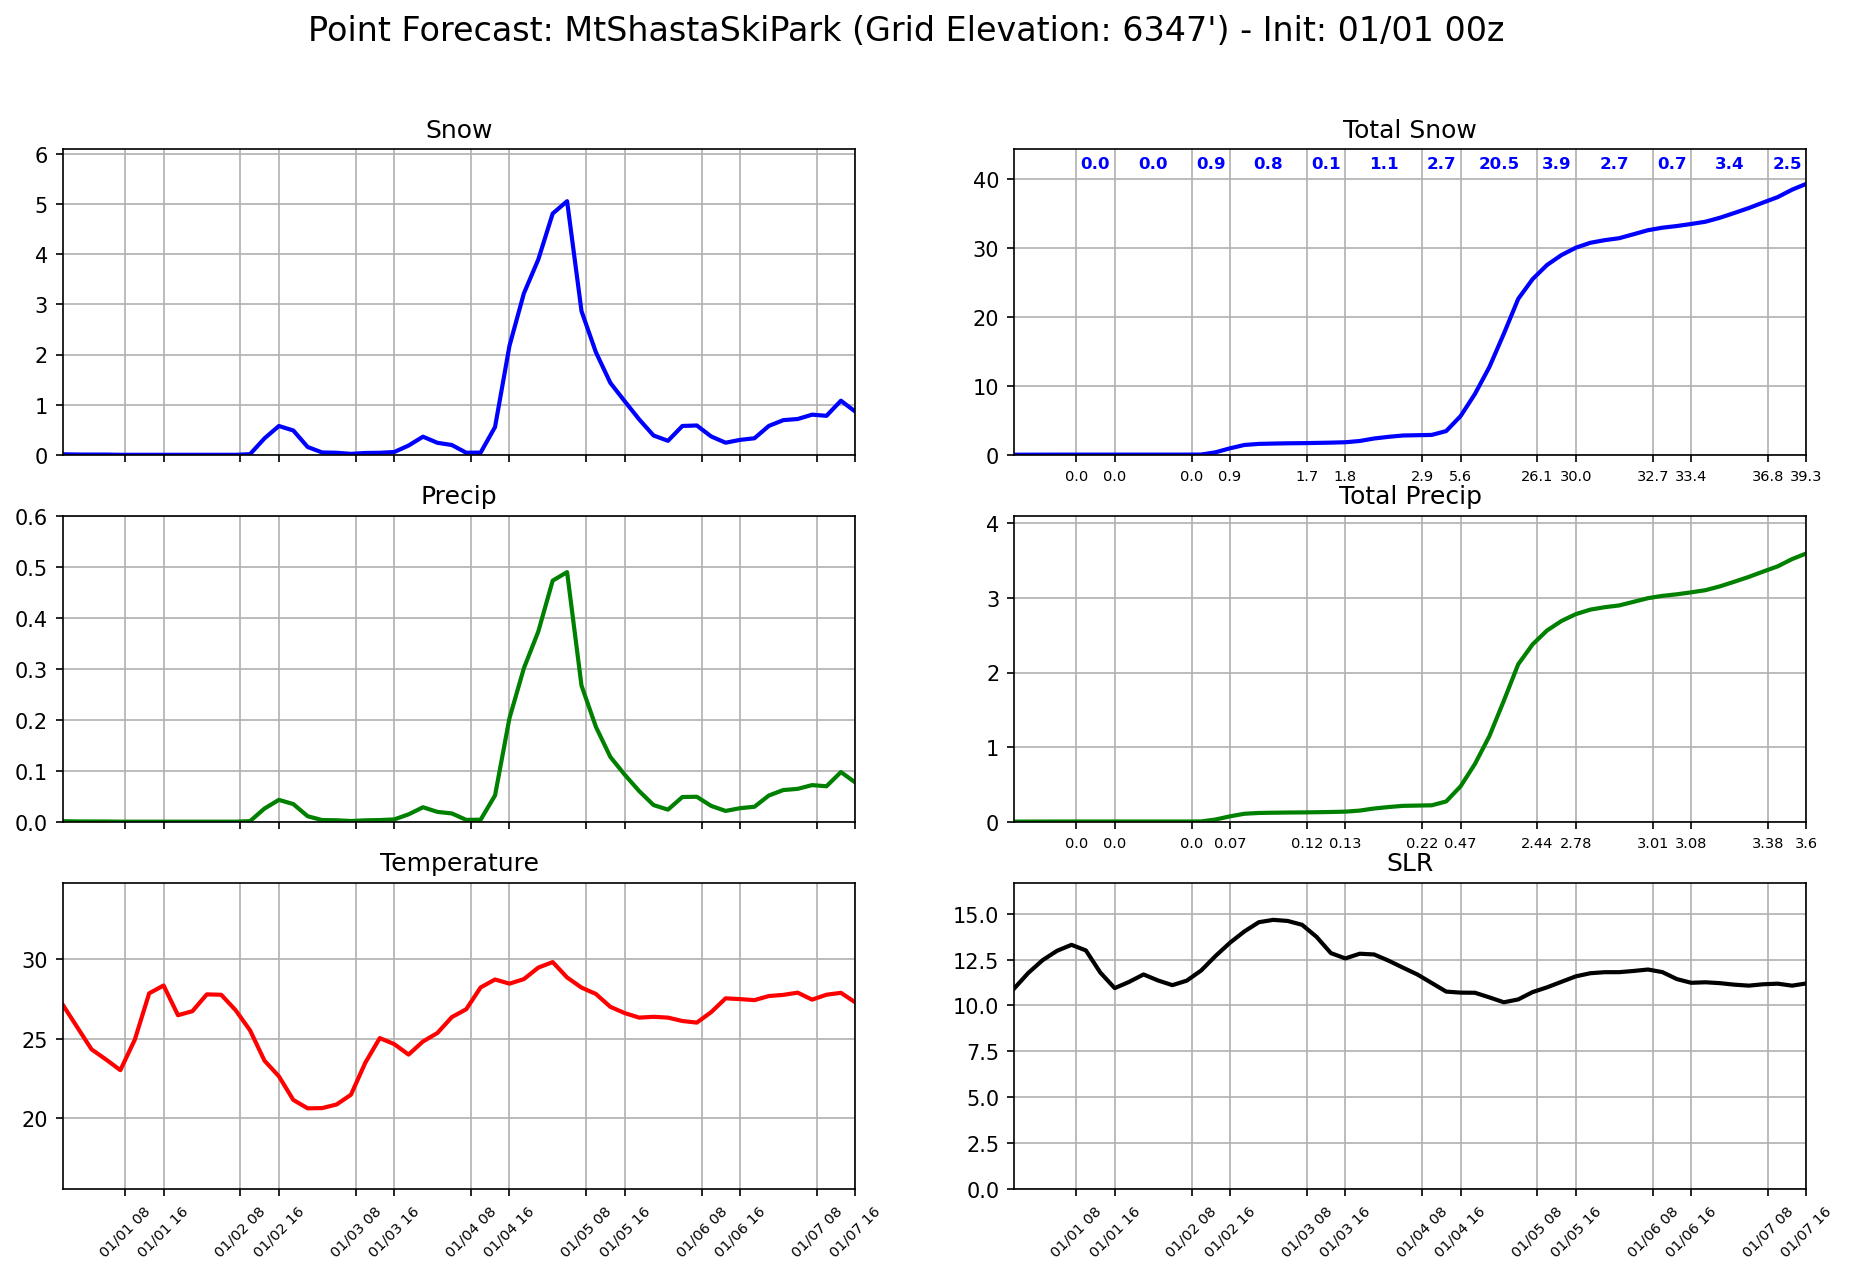 Point Forecast: MtShastaSkiPark (Grid Elevation: 6347') - Init: 01/01 00z
Snow
6
5
4
3
2
1
0
Total Snow
0.0 0.0 0.9 0.8 0.1 1.1 2.7 20.5 3.9 2.7 0.7 3.4 2.5
40
30
20
10
0
0.0 0.0 0.0 0.9 1.7 1.8 2.9 5.6 26.1 30.0 32.7 33.4 36.8 39.3
Precip
0.6
0.5
0.4
0.3
0.2
0.1
0.0
Total Precip
4
3
2
1
0
0.0 0.0 0.0 0.07 0.12 0.13 0.22 0.47 2.44 2.78 3.01 3.08 3.38 3.6
Temperature
30
25
20
01/01 08 01/01 16 01/02 08 01/02 16 01/03 08 01/03 16 01/04 08 01/04 16 01/05 08 01/05 16 01/06 08 01/06 16 01/07 08 01/07 16
SLR
15.0
12.5
10.0
7.5
5.0
2.5
0.0
01/01 08 01/01 16 01/02 08 01/02 16 01/03 08 01/03 16 01/04 08 01/04 16 01/05 08 01/05 16 01/06 08 01/06 16 01/07 08 01/07 16